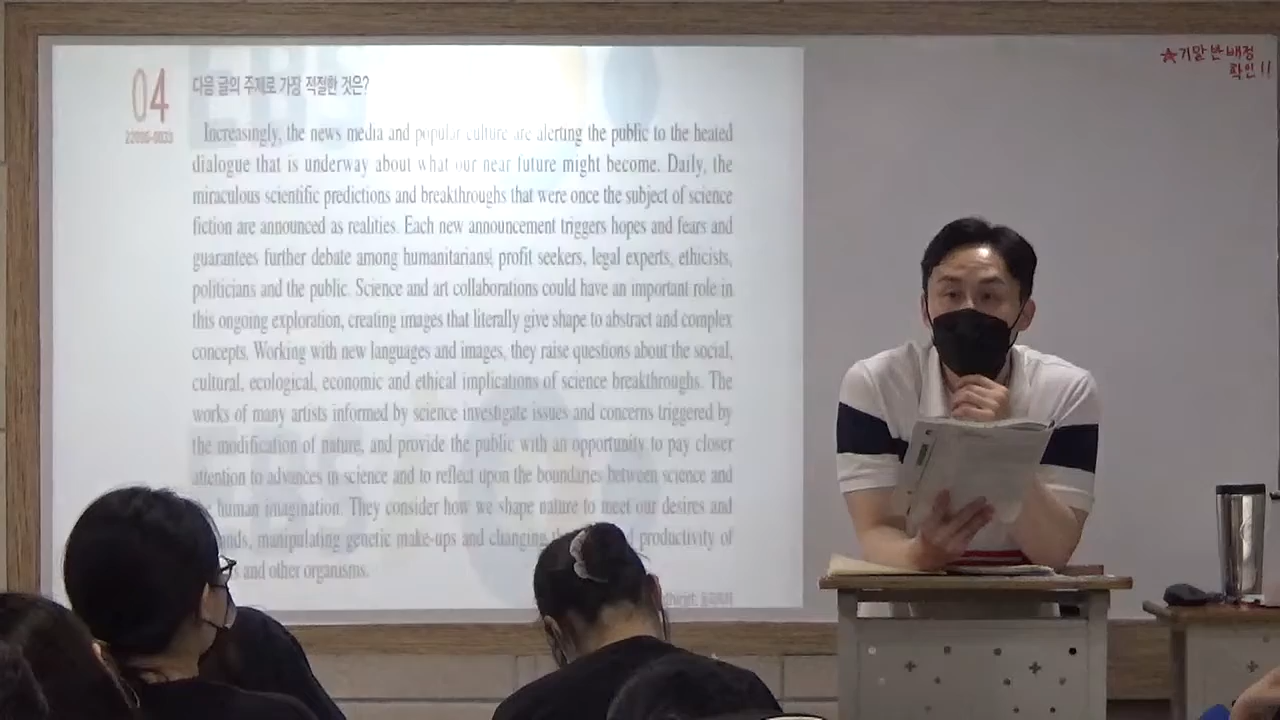 04
다음 글의 주제로 가장 적절한 것은?
Increasingly, the news media and popular culture are alerting the public to the heated
dialogue that is underway about what our near future might become. Daily, the
miraculous scientific predictions and breakthroughs that were once the subject of science
fiction are announced as realities. Each new announcement triggers hopes and fears and
guarantees further debate among humanitarians, profit seekers, legal experts, ethicists,
politicians and the public. Science and art collaborations could have an important role in
this ongoing exploration, creating images that literally give shape to abstract and complex
concepts. Working with new languages and images, they raise questions about the social,
cultural, ecological, economic and ethical implications of science breakthroughs. The
works of many artists informed by science investigate issues and concerns triggered by
the modification of nature, and provide the public with an opportunity to pay closer
attention to advances in science and to reflect upon the boundaries between science and
human imagination. They consider how we shape nature to meet our desires and
manipulating genetic make-ups and changing productivity of
and other organisms.
★기말 반 배정
확인!!